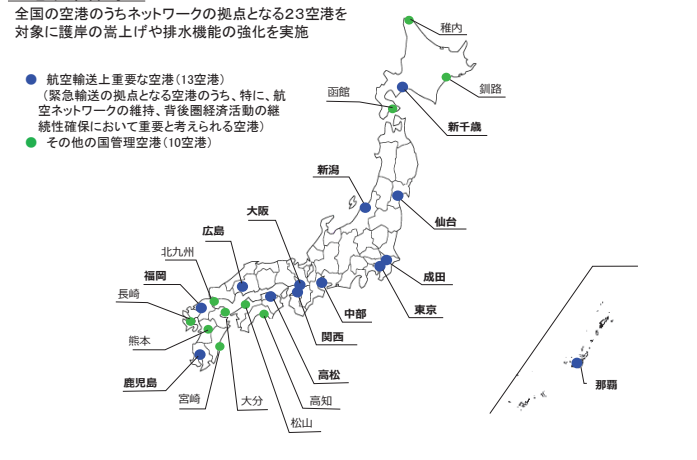 全国の空港のうちネットワークの拠点となる23空港を
対象に護岸の嵩上げや排水機能の強化を実施
航空輸送上重要な空港（13空港）
（緊急輸送の拠点となる空港のうち、特に、航
空ネットワークの維持、背後圏経済活動の継
続性確保において重要と考えられる空港）
その他の国管理空港（10空港）
稚内
釧路
函館
新千歳
新潟
仙台
大阪
広島
北九州
福岡
成田
長崎
東京
中部
関西
熊本
高松
鹿児島
那覇
宮崎
大分
高知
松山